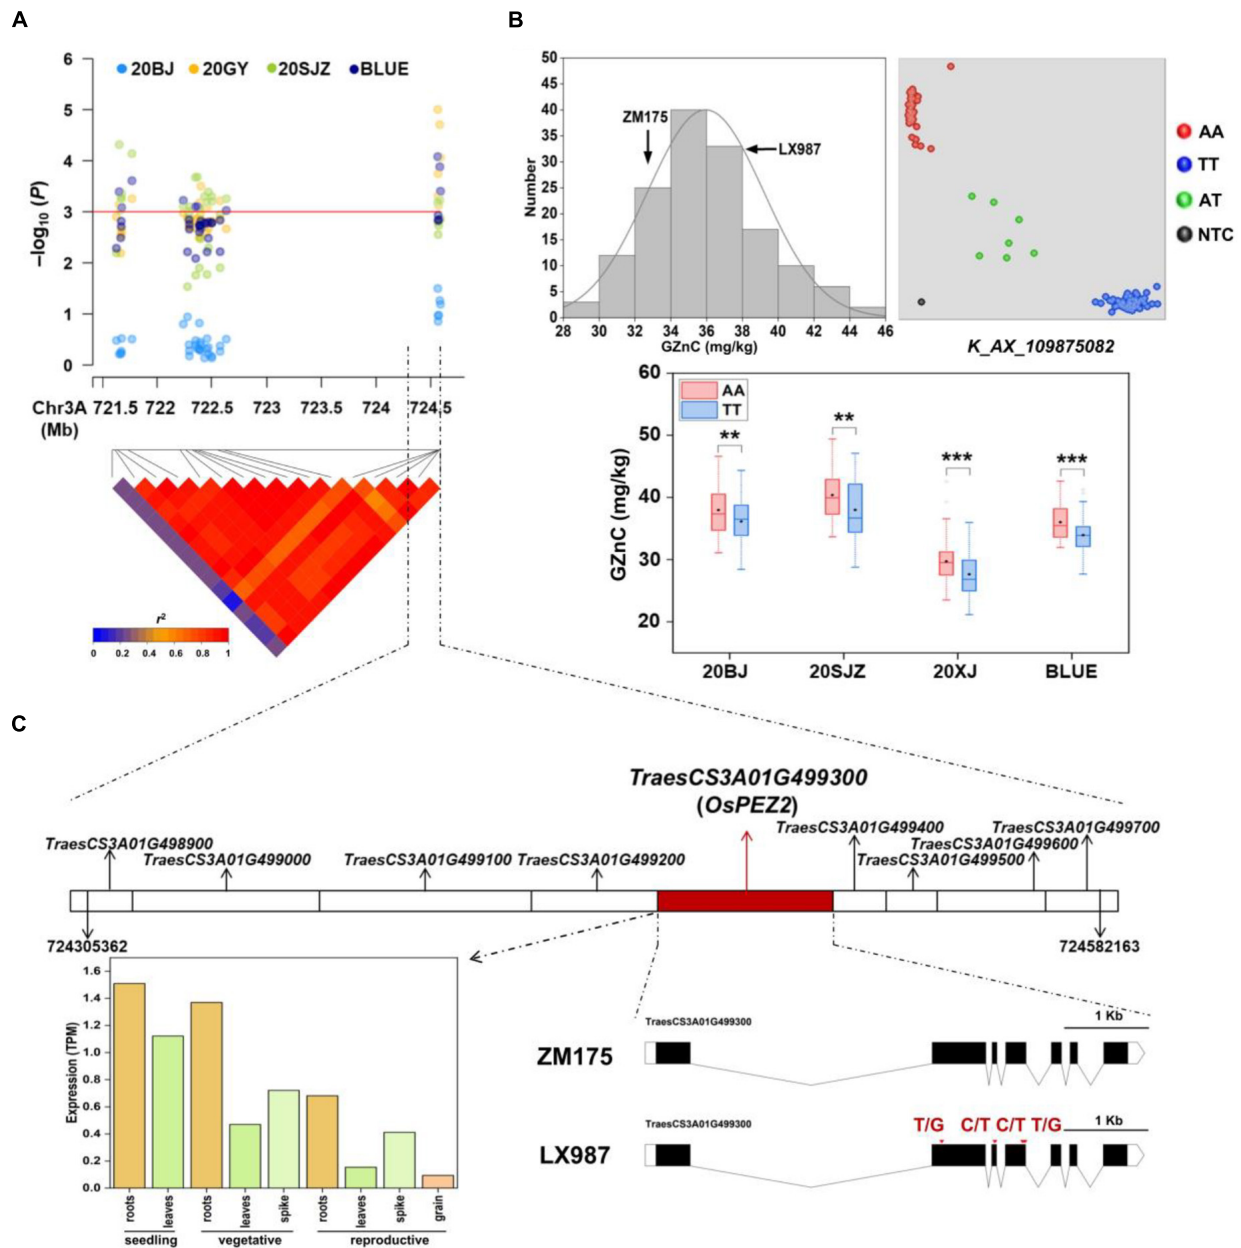 A
6
5
4
3
2
1
0
–log10 (P)
20BJ 20GY 20SJZ BLUE
Chr3A 721.5 722 722.5 723 723.5 724 724.5
(Mb)
r2
0 0.2 0.4 0.6 0.8 1
B
50
45
40
35
30
25
20
15
10
5
0
Number
ZM175
LX987
28 30 32 34 36 38 40 42 44 46
GZnC (mg/kg)
AA
TT
AT
NTC
K_AX_109875082
60
50
40
30
20
GZnC (mg/kg)
AA
TT
** ** *** ***
20BJ 20SJZ 20XJ BLUE
C
TraesCS3A01G499300
(OsPEZ2)
TraesCS3A01G499400 TraesCS3A01G499700
TraesCS3A01G498900 TraesCS3A01G499600
TraesCS3A01G499000 TraesCS3A01G499100 TraesCS3A01G499200 TraesCS3A01G499500
724305362 724582163
1.6
1.4
1.2
1.0
0.8
0.6
0.4
0.2
0.0
Expression (TPM)
roots leaves roots leaves spike roots leaves spike grain
seedling vegetative reproductive
TraesCS3A01G499300 1 Kb
ZM175
TraesCS3A01G499300 T/G C/T C/T T/G 1 Kb
LX987